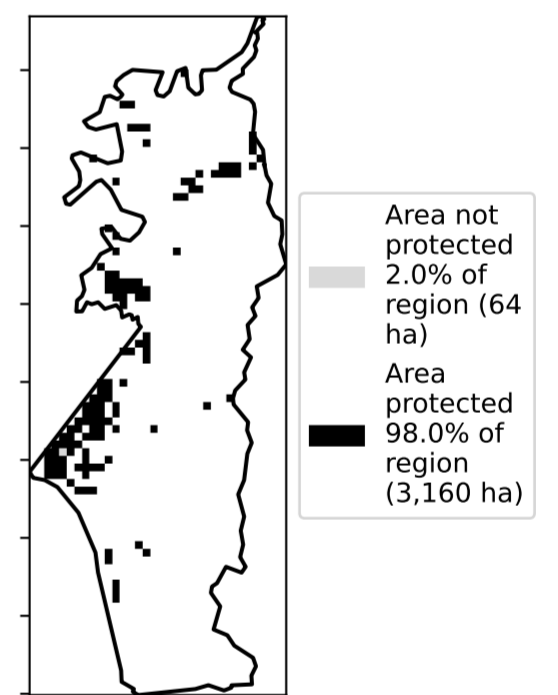 Area not
protected
2.0% of
region (64
ha)
Area
protected
98.0% of
region
(3,160 ha)